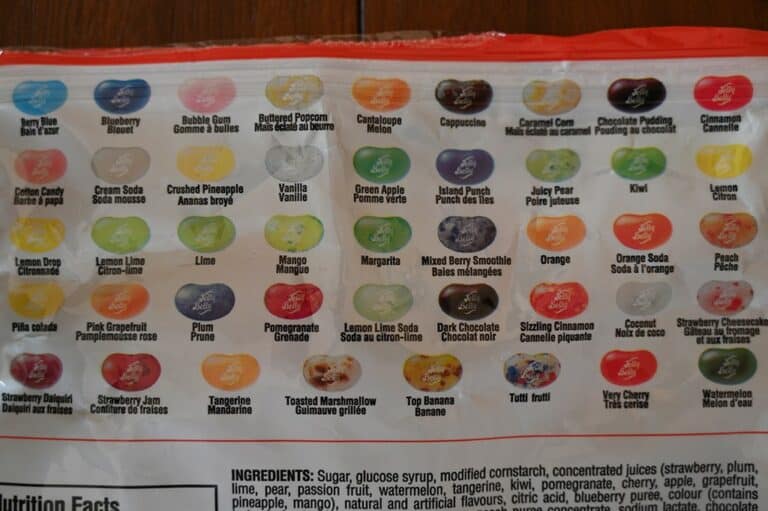 Berry Blue
Baie d'azur
Blueberry
Bleuet
Bubble Gum
Gomme à bulles
Buttered Popcorn
Maïs éclaté au beurre
Cantaloupe
Melon
Cappuccino
Caramel Corn
Maïs éclaté au caramel
Chocolate Pudding
Pouding au chocolat
Cinnamon
Cannelle
Cotton Candy
Barbe à papa
Cream Soda
Soda mousse
Crushed Pineapple
Ananas broyé
Vanilla
Vanille
Green Apple
Pomme verte
Island Punch
Punch des îles
Juicy Pear
Poire juteuse
Kiwi
Lemon
Citron
Lemon Drop
Citronnade
Lemon Lime
Citron-lime
Lime
Mango
Mangue
Margarita
Mixed Berry Smoothie
Baies mélangées
Orange
Orange Soda
Soda à l'orange
Peach
Pêche
Piña colada
Pink Grapefruit
Pamplemousse rose
Plum
Prune
Pomegranate
Grenade
Lemon Lime Soda
Soda au citron-lime
Dark Chocolate
Chocolat noir
Sizzling Cinnamon
Cannelle piquante
Coconut
Noix de coco
Strawberry Cheesecake
Gâteau au fromage
et aux fraises
Strawberry Daiquiri
Daiquiri aux fraises
Strawberry Jam
Confiture de fraises
Tangerine
Mandarine
Toasted Marshmallow
Guimauve grillée
Top Banana
Banane
Tutti frutti
Very Cherry
Très cerise
Watermelon
Melon d'eau
Nutrition Facts
INGREDIENTS: Sugar, glucose syrup, modified cornstarch, concentrated juices (strawberry, plum,
lime, pear, passion fruit, watermelon, tangerine, kiwi, pomegranate, cherry, apple, grapefruit,
pineapple, mango), natural and artificial flavours, citric acid, blueberry puree, colour (contains
puree concentrate, sodium lactate, chocolate